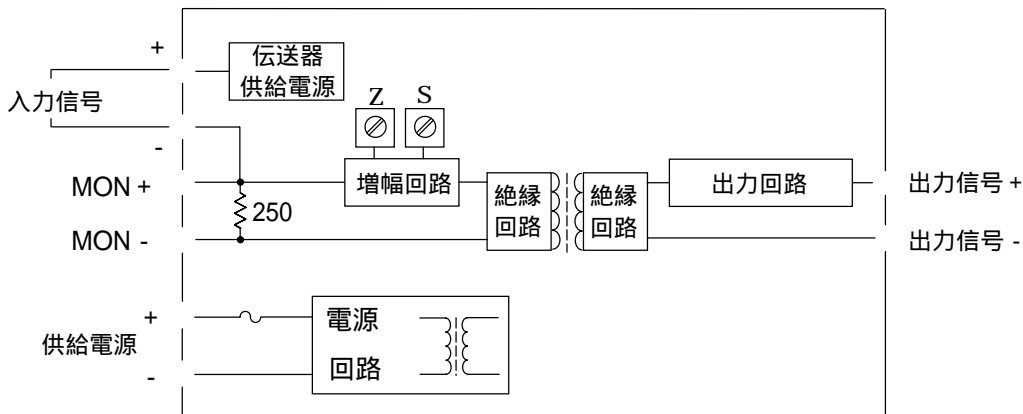 +
伝送器
供給電源
入力信号
-
Z
S
MON +
増幅回路
250
MON -
絶縁
回路
絶縁
回路
出力回路
出力信号 +
出力信号 -
+
供給電源
-
電源
回路